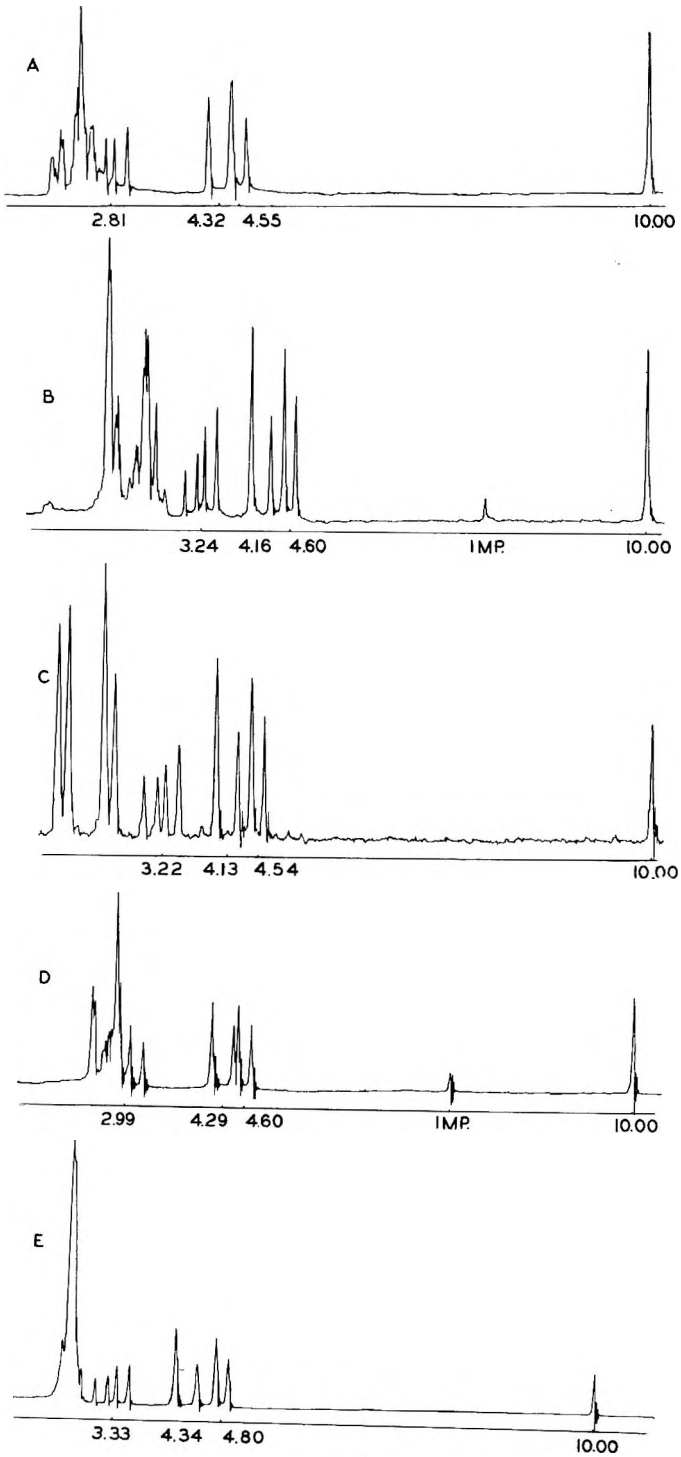 A
2.81 4.32 4.55 10.00
B
3.24 4.16 4.60 IMP. 10.00
C
3.22 4.13 4.54 10.00
D
2.99 4.29 4.60 IMP. 10.00
E
3.33 4.34 4.80 10.00